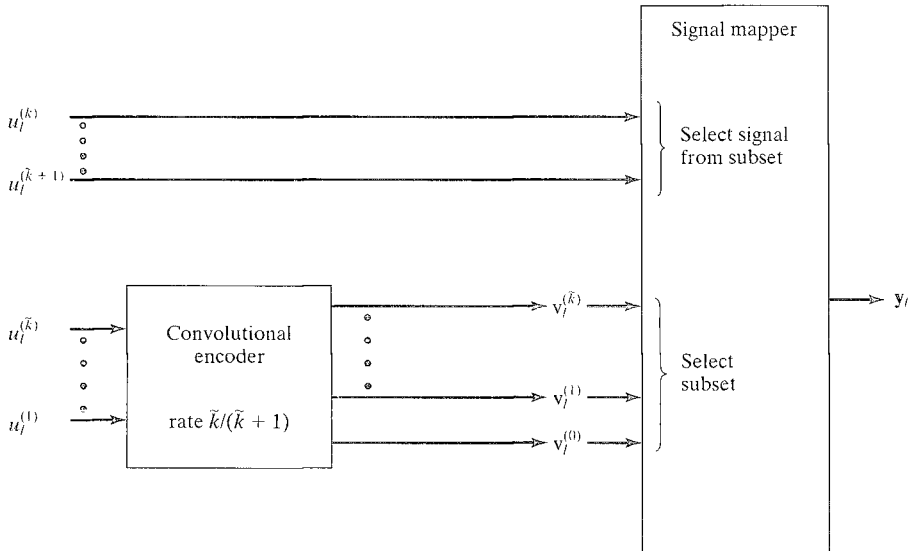 Signal mapper
u_l^{(k)}
u_l^{(k̃ + 1)}
Select signal
from subset
u_l^{(k̃)}
u_l^{(1)}
Convolutional
encoder
rate k̃/(k̃ + 1)
v_l^{(k̃)}
v_l^{(1)}
v_l^{(0)}
Select
subset
y_l